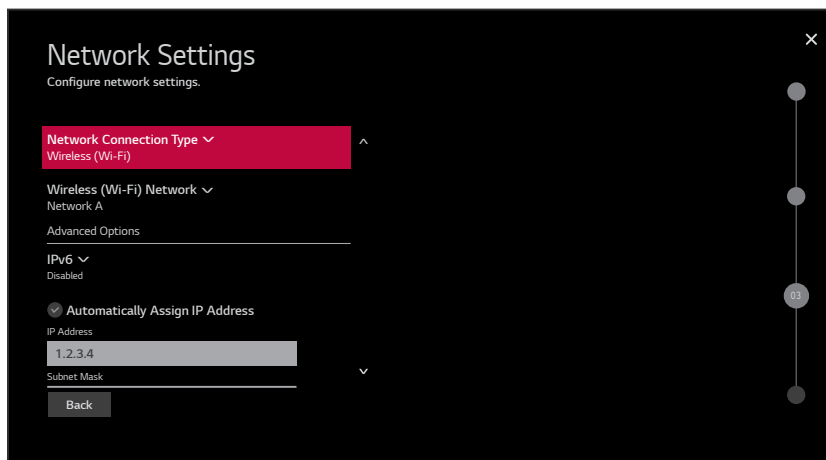 Network Settings
Configure network settings.
Network Connection Type
Wireless (Wi-Fi)
Wireless (Wi-Fi) Network
Network A
Advanced Options
IPv6
Disabled
Automatically Assign IP Address
IP Address
1.2.3.4
Subnet Mask
Back
03